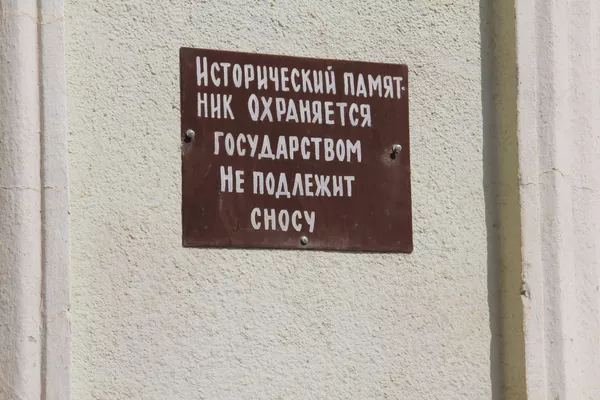 Исторический памят-
ник охраняется
государством
Не подлежит
сносу